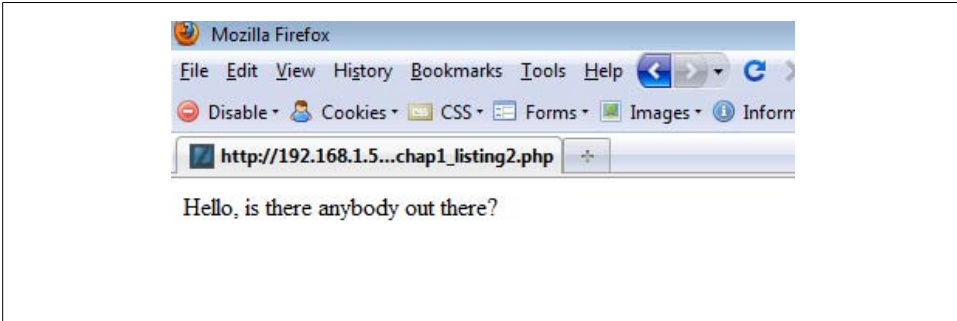 Mozilla Firefox
File Edit View History Bookmarks Tools Help
Disable Cookies CSS Forms Images Inform
http://192.168.1.5...chap1_listing2.php
Hello, is there anybody out there?